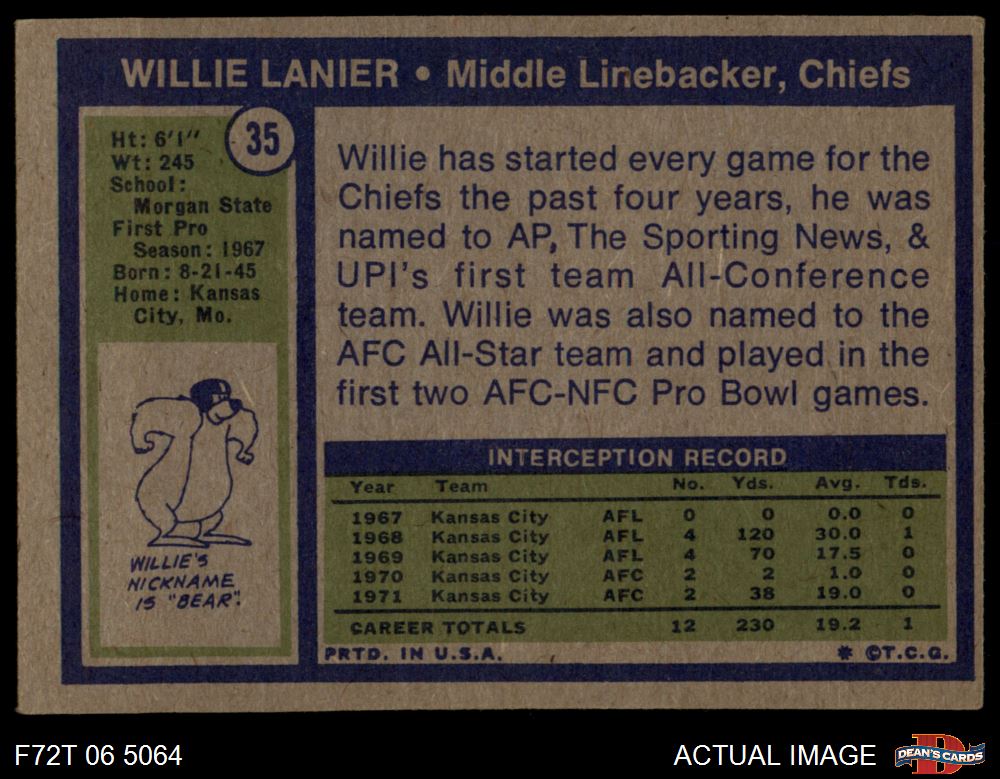 WILLIE LANIER • Middle Linebacker, Chiefs
35
Ht: 6'1"
Wt: 245
School:
Morgan State
First Pro
Season: 1967
Born: 8-21-45
Home: Kansas
City, Mo.
WILLIE'S
NICKNAME
IS "BEAR".
Willie has started every game for the
Chiefs the past four years, he was
named to AP, The Sporting News, &
UPI's first team All-Conference
team. Willie was also named to the
AFC All-Star team and played in the
first two AFC-NFC Pro Bowl games.
INTERCEPTION RECORD
Year Team No. Yds. Avg. Tds.
1967 Kansas City AFL 0 0 0.0 0
1968 Kansas City AFL 4 120 30.0 1
1969 Kansas City AFL 4 70 17.5 0
1970 Kansas City AFC 2 2 1.0 0
1971 Kansas City AFC 2 38 19.0 0
CAREER TOTALS 12 230 19.2 1
PRTD. IN U.S.A. * ©T.C.G.
F72T 06 5064 ACTUAL IMAGE
D
DEAN'S CARDS